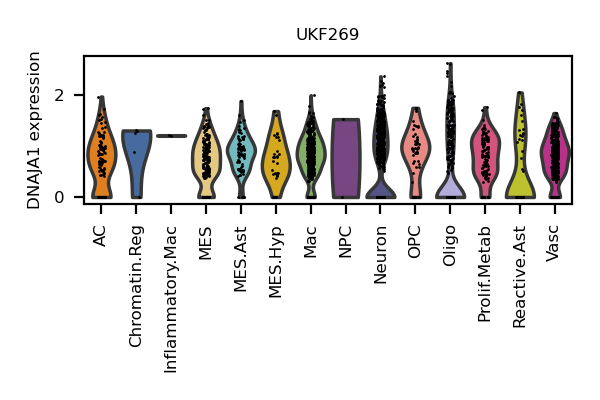 UKF269
DNAJA1 expression
2
0
AC
Chromatin.Reg
Inflammatory.Mac
MES
MES.Ast
MES.Hyp
Mac
NPC
Neuron
OPC
Oligo
Prolif.Metab
Reactive.Ast
Vasc